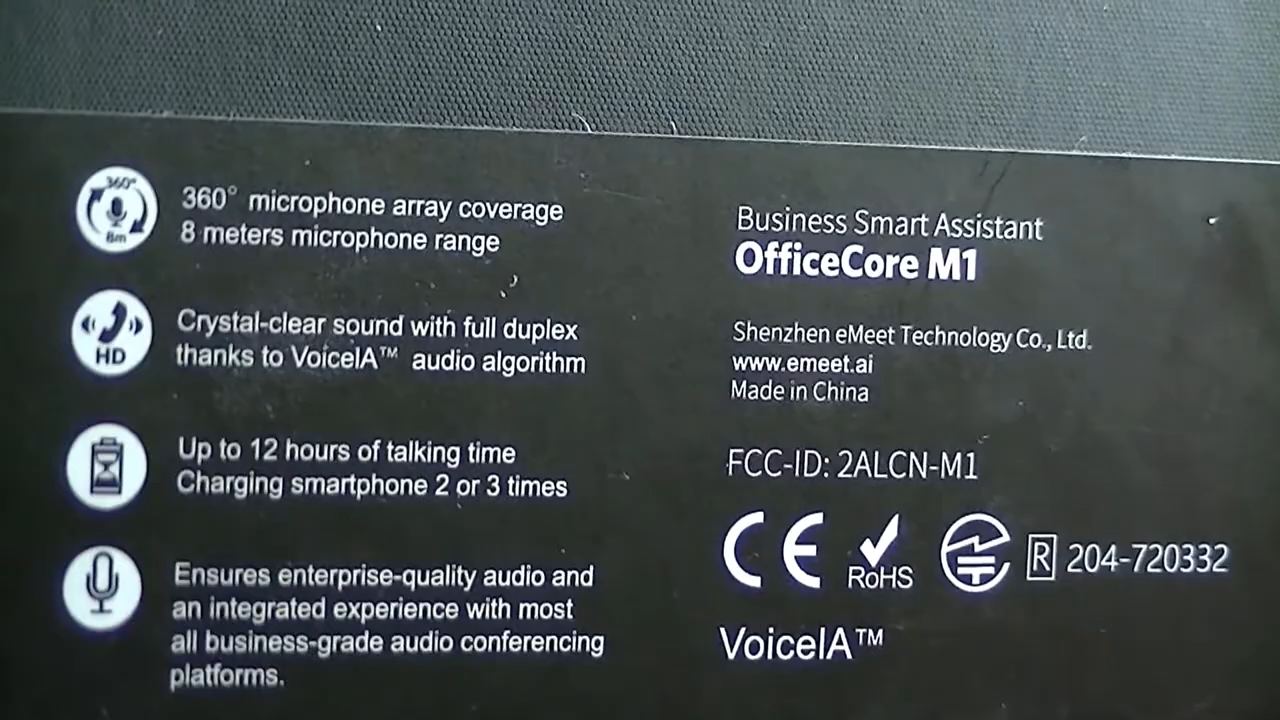 360°
8m
360° microphone array coverage
8 meters microphone range
HD
Crystal-clear sound with full duplex
thanks to VoiceIA™ audio algorithm
Up to 12 hours of talking time
Charging smartphone 2 or 3 times
Ensures enterprise-quality audio and
an integrated experience with most
all business-grade audio conferencing
platforms.
Business Smart Assistant
OfficeCore M1
Shenzhen eMeet Technology Co., Ltd.
www.emeet.ai
Made in China
FCC-ID: 2ALCN-M1
CE RoHS R 204-720332
VoiceIA™